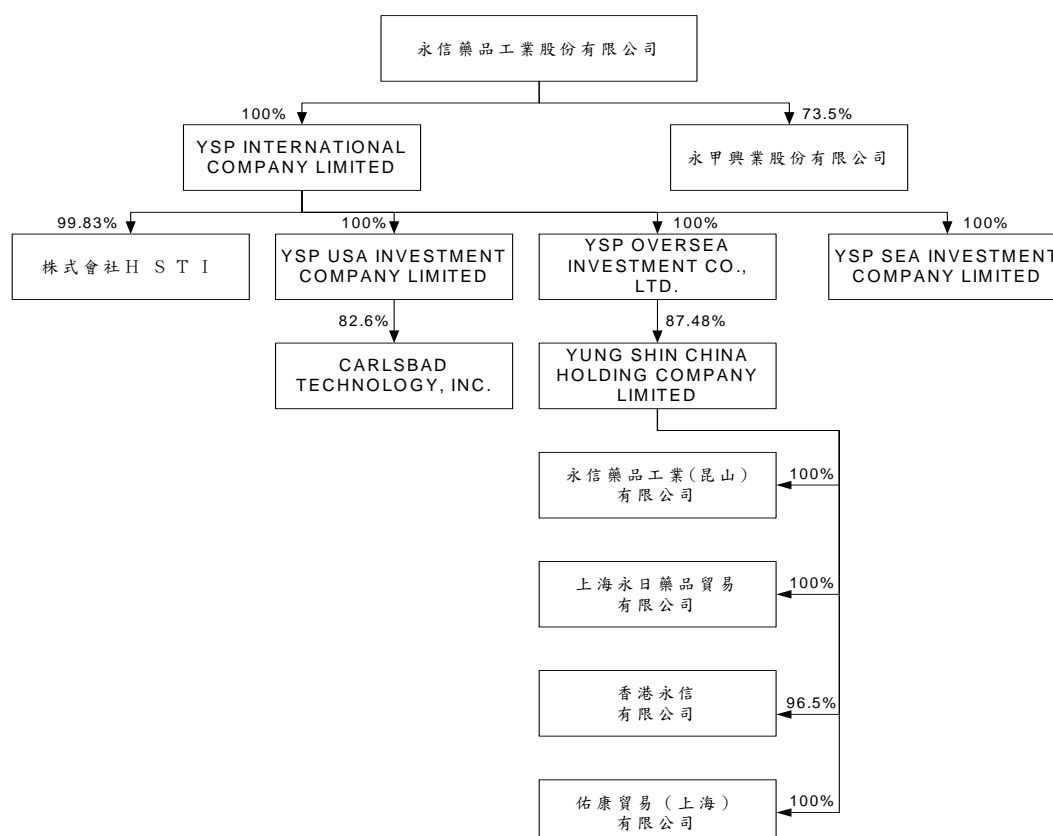 永信藥品工業股份有限公司
100%
73.5%
YSP INTERNATIONAL
COMPANY LIMITED
永甲興業股份有限公司
99.83%
100%
100%
100%
株式會社ＨＳＴＩ
YSP USA INVESTMENT
COMPANY LIMITED
YSP OVERSEA
INVESTMENT CO.,
LTD.
YSP SEA INVESTMENT
COMPANY LIMITED
82.6%
87.48%
CARLSBAD
TECHNOLOGY, INC.
YUNG SHIN CHINA
HOLDING COMPANY
LIMITED
永信藥品工業(昆山)
有限公司
100%
上海永日藥品貿易
有限公司
100%
香港永信
有限公司
96.5%
佑康貿易（上海）
有限公司
100%